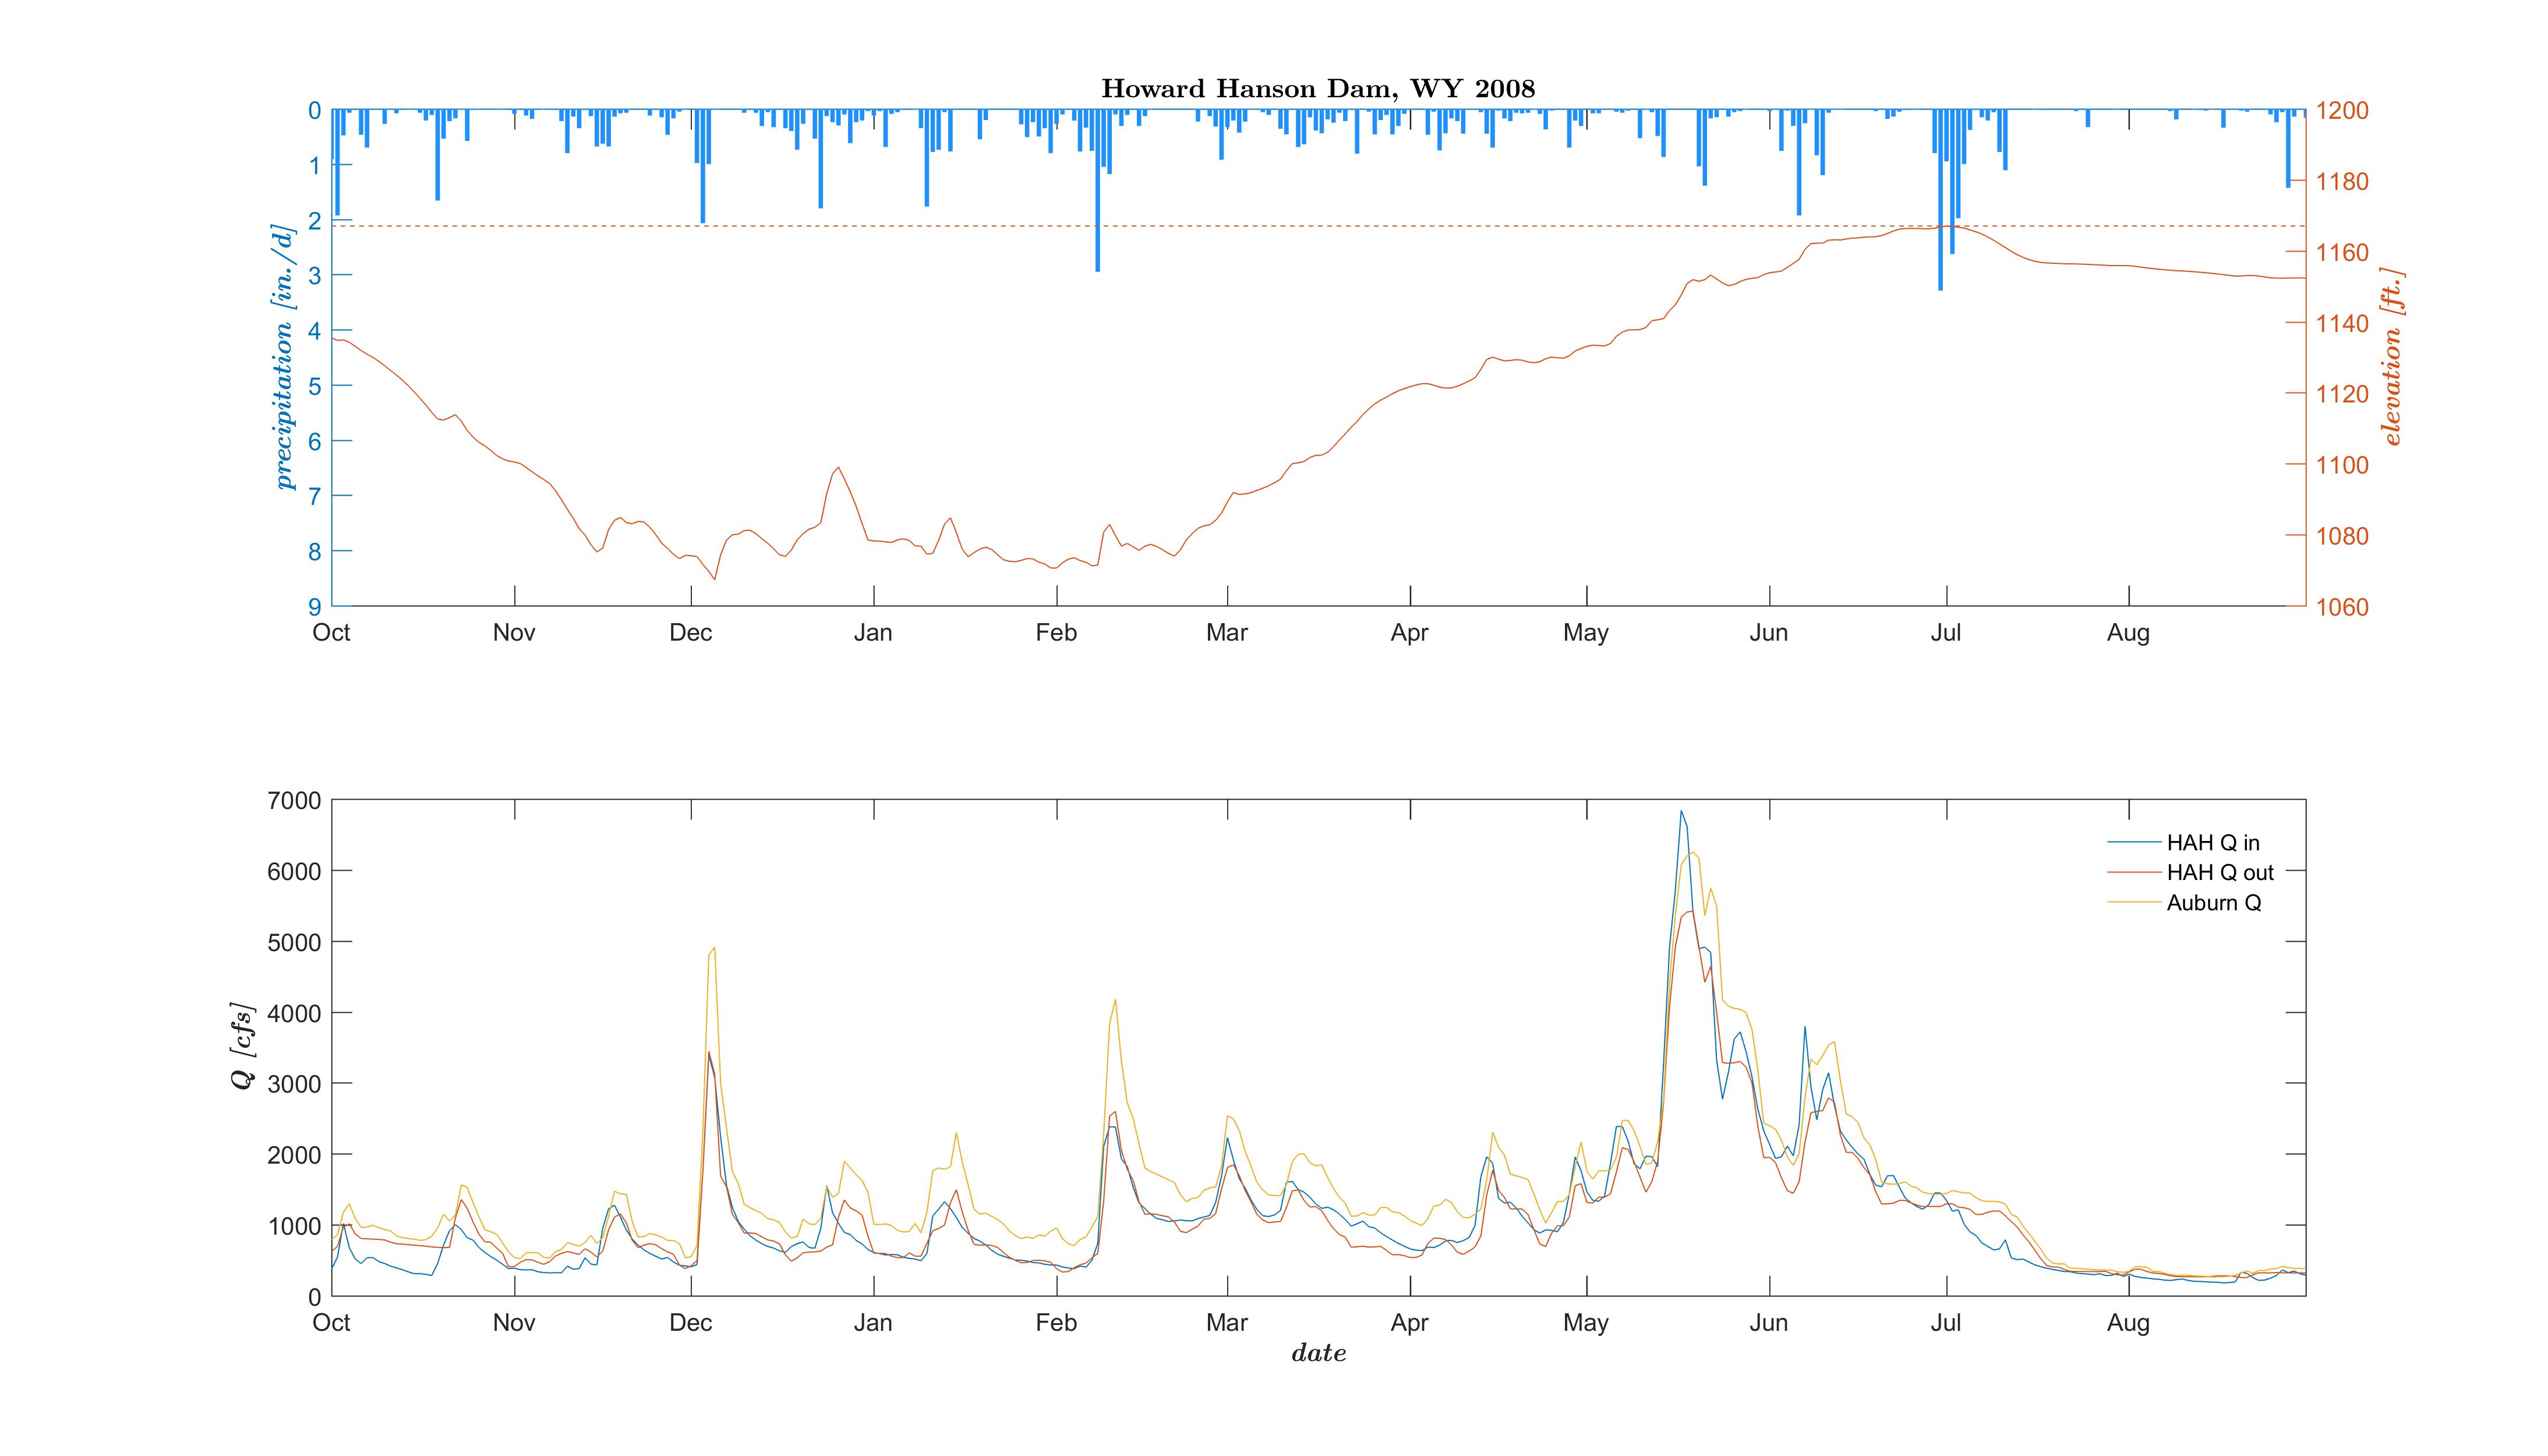 Howard Hanson Dam, WY 2008
0
1
2
3
4
5
6
7
8
9
precipitation [in./d]
1200
1180
1160
1140
1120
1100
1080
1060
elevation [ft.]
Oct Nov Dec Jan Feb Mar Apr May Jun Jul Aug
7000
6000
5000
4000
3000
2000
1000
0
Q [cfs]
HAH Q in
HAH Q out
Auburn Q
Oct Nov Dec Jan Feb Mar Apr May Jun Jul Aug
date